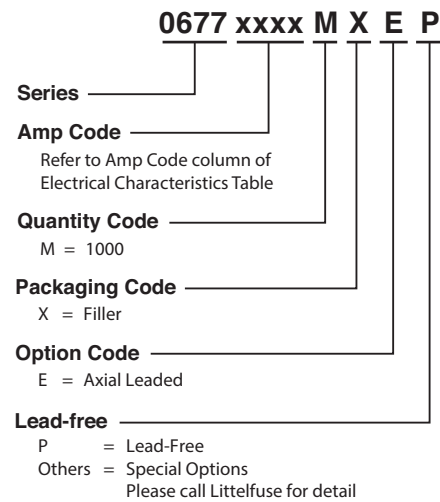 0677 xxxx M X E P
Series
Amp Code
Refer to Amp Code column of
Electrical Characteristics Table
Quantity Code
M = 1000
Packaging Code
X = Filler
Option Code
E = Axial Leaded
Lead-free
P = Lead-Free
Others = Special Options
Please call Littelfuse for detail